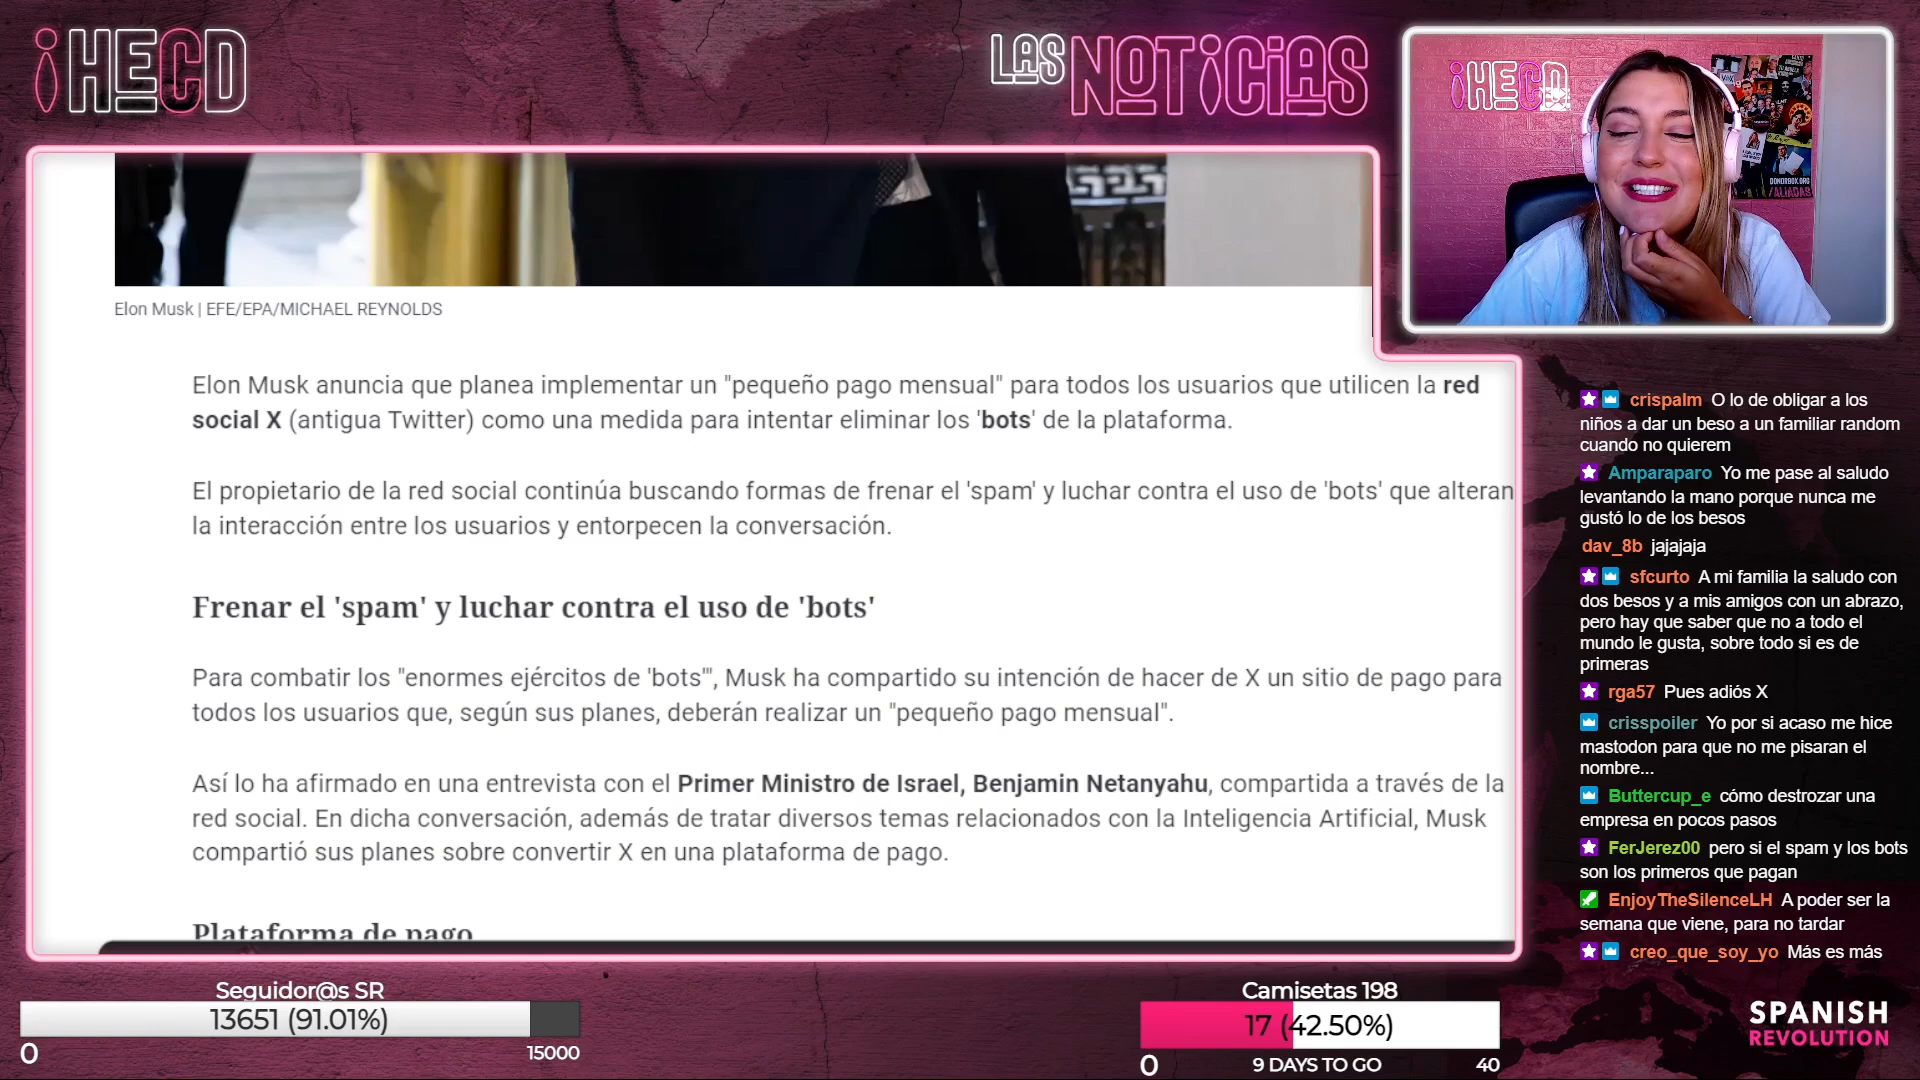 ¡HECD
LAS NOTICIAS
¡HECD
DONORBOX.ORG
/ALIADAS
Elon Musk | EFE/EPA/MICHAEL REYNOLDS
Elon Musk anuncia que planea implementar un "pequeño pago mensual" para todos los usuarios que utilicen la red
social X (antigua Twitter) como una medida para intentar eliminar los 'bots' de la plataforma.
El propietario de la red social continúa buscando formas de frenar el 'spam' y luchar contra el uso de 'bots' que alteran
la interacción entre los usuarios y entorpecen la conversación.
Frenar el 'spam' y luchar contra el uso de 'bots'
Para combatir los "enormes ejércitos de 'bots'", Musk ha compartido su intención de hacer de X un sitio de pago para
todos los usuarios que, según sus planes, deberán realizar un "pequeño pago mensual".
Así lo ha afirmado en una entrevista con el Primer Ministro de Israel, Benjamin Netanyahu, compartida a través de la
red social. En dicha conversación, además de tratar diversos temas relacionados con la Inteligencia Artificial, Musk
compartió sus planes sobre convertir X en una plataforma de pago.
Plataforma de pago
crispalm O lo de obligar a los
niños a dar un beso a un familiar random
cuando no quierem
Amparaparo Yo me pase al saludo
levantando la mano porque nunca me
gustó lo de los besos
dav_8b jajajaja
sfcurto A mi familia la saludo con
dos besos y a mis amigos con un abrazo,
pero hay que saber que no a todo el
mundo le gusta, sobre todo si es de
primeras
rga57 Pues adiós X
crisspoiler Yo por si acaso me hice
mastodon para que no me pisaran el
nombre...
Buttercup_e cómo destrozar una
empresa en pocos pasos
FerJerez00 pero si el spam y los bots
son los primeros que pagan
EnjoyTheSilenceLH A poder ser la
semana que viene, para no tardar
creo_que_soy_yo Más es más
Seguidor@s SR
13651 (91.01%)
0
15000
Camisetas 198
17 (42.50%)
0
9 DAYS TO GO
40
SPANISH
REVOLUTION